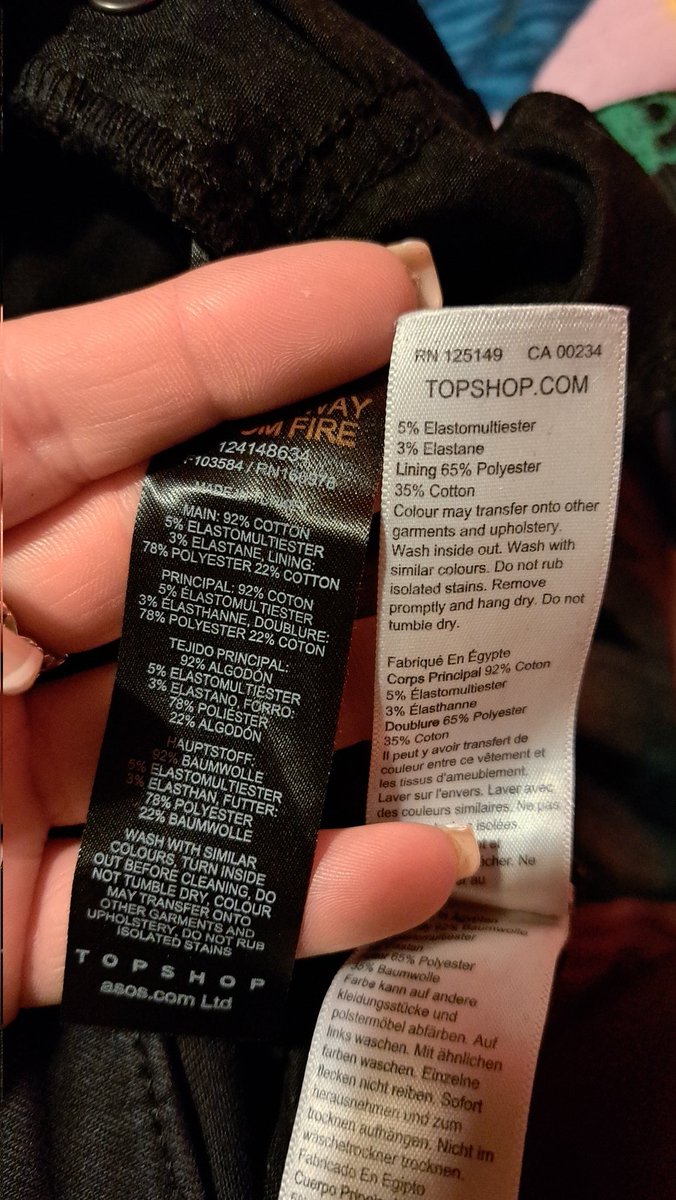 FIRE
124148634
MAIN: 92% COTTON
5% ELASTOMULTIESTER
3% ELASTANE, LINING:
78% POLYESTER 22% COTTON
PRINCIPAL: 92% COTON
5% ELASTOMULTIESTER
3% ÉLASTHANNE, DOUBLURE:
78% POLYESTER 22% COTON
TEJIDO PRINCIPAL:
92% ALGODÓN
5% ELASTOMULTIÉSTER
3% ELASTANO, FORRO:
78% POLIÉSTER
22% ALGODÓN
HAUPTSTOFF:
92% BAUMWOLLE
5% ELASTOMULTIESTER
3% ELASTHAN, FUTTER:
78% POLYESTER
22% BAUMWOLLE
WASH WITH SIMILAR
COLOURS, TURN INSIDE
OUT BEFORE CLEANING, DO
NOT TUMBLE DRY, COLOUR
MAY TRANSFER ONTO
OTHER GARMENTS AND
UPHOLSTERY, DO NOT RUB
ISOLATED STAINS
TOPSHOP
asos.com Ltd
RN 125149 CA 00234
TOPSHOP.COM
5% Elastomultiester
3% Elastane
Lining 65% Polyester
35% Cotton
Colour may transfer onto other
garments and upholstery.
Wash inside out. Wash with
similar colours. Do not rub
isolated stains. Remove
promptly and hang dry. Do not
tumble dry.
Fabriqué En Égypte
Corps Principal 92% Coton
5% Élastomultiester
3% Élasthanne
Doublure 65% Polyester
35% Coton
Il peut y avoir transfert de
couleur entre ce vêtement et
les tissus d'ameublement.
Laver sur l'envers. Laver avec
des couleurs similaires. Ne pas
isolées
Ne
au
65% Polyester
35% Baumwolle
Farbe kann auf andere
kleidungsstücke und
polstermöbel abfärben. Auf
links waschen. Mit ähnlichen
farben waschen. Einzelne
flecken nicht reiben. Sofort
herausnehmen und zum
trocknen aufhängen. Nicht im
waschetrockner trocknen.
Fabricado En Egipto
Cuerpo